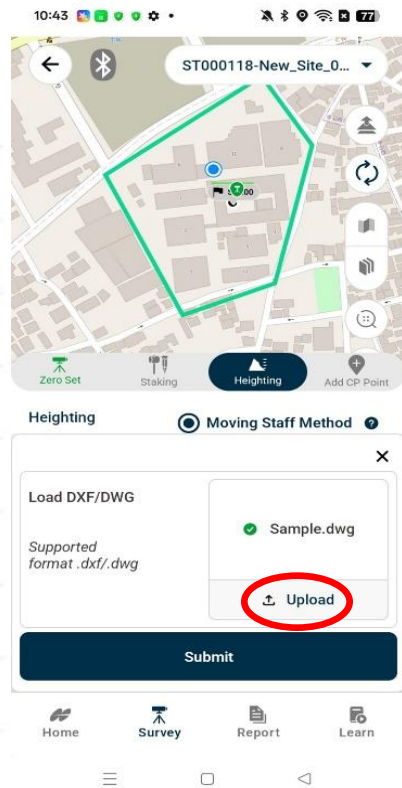 10:43
77
ST000118-New_Site_0...
Zero Set
Staking
Heighting
Add CP Point
Heighting
Moving Staff Method
Load DXF/DWG
Supported
format .dxf/.dwg
Sample.dwg
Upload
Submit
Home
Survey
Report
Learn